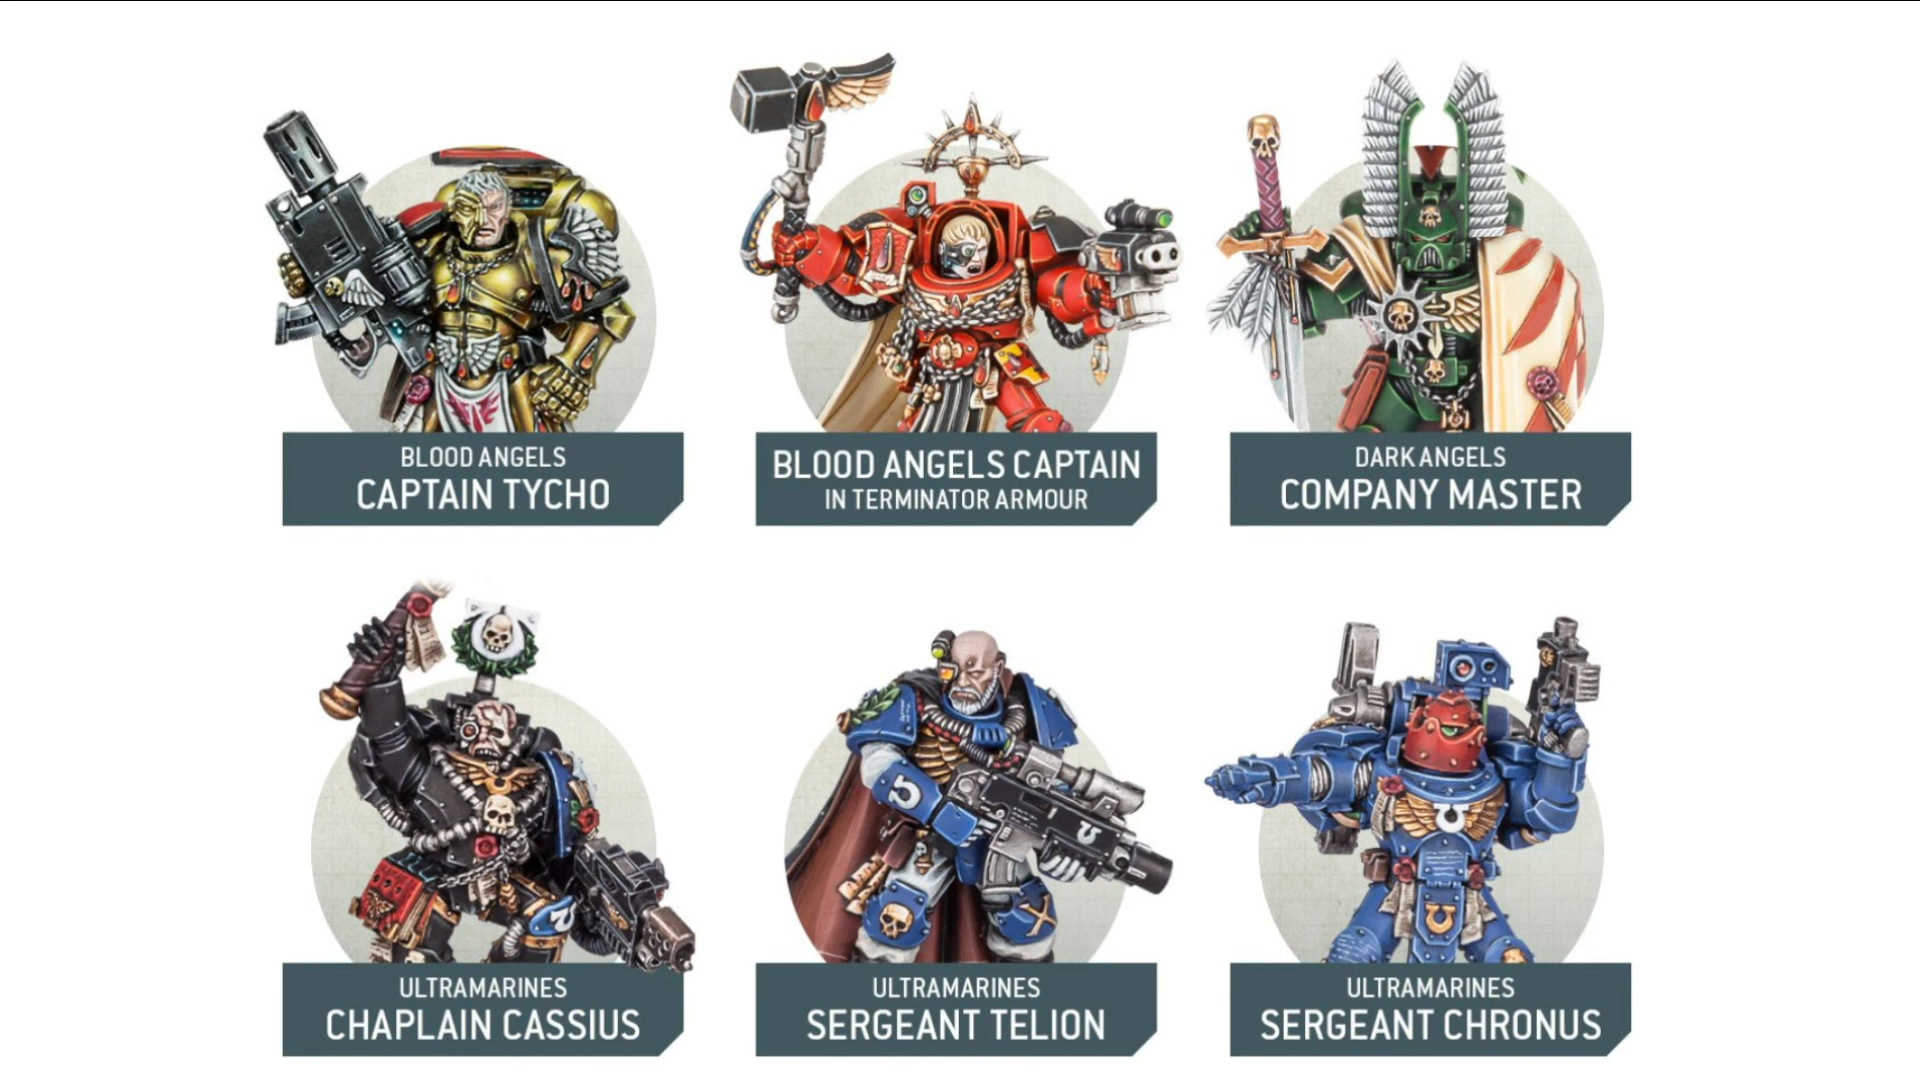 BLOOD ANGELS
CAPTAIN TYCHO
BLOOD ANGELS CAPTAIN
IN TERMINATOR ARMOUR
DARK ANGELS
COMPANY MASTER
ULTRAMARINES
CHAPLAIN CASSIUS
ULTRAMARINES
SERGEANT TELION
ULTRAMARINES
SERGEANT CHRONUS